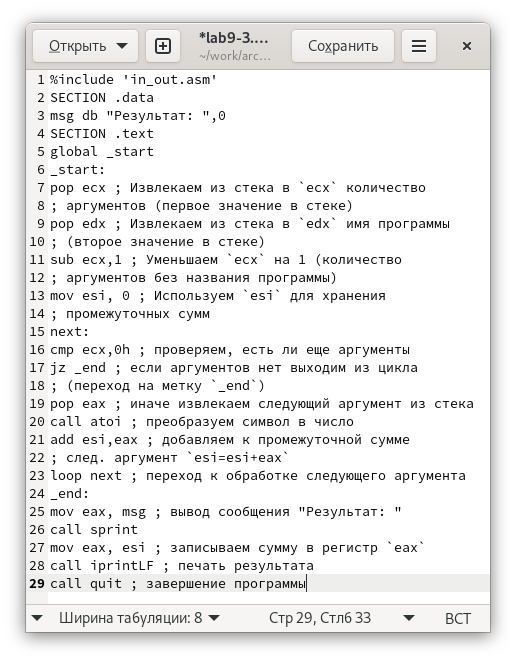 Открыть
*lab9-3....
~/work/arc...
Сохранить
1 %include 'in_out.asm'
2 SECTION .data
3 msg db "Результат: ",0
4 SECTION .text
5 global _start
6 _start:
7 pop ecx ; Извлекаем из стека в `ecx` количество
8 ; аргументов (первое значение в стеке)
9 pop edx ; Извлекаем из стека в `edx` имя программы
10 ; (второе значение в стеке)
11 sub ecx,1 ; Уменьшаем `ecx` на 1 (количество
12 ; аргументов без названия программы)
13 mov esi, 0 ; Используем `esi` для хранения
14 ; промежуточных сумм
15 next:
16 cmp ecx,0h ; проверяем, есть ли еще аргументы
17 jz _end ; если аргументов нет выходим из цикла
18 ; (переход на метку `_end`)
19 pop eax ; иначе извлекаем следующий аргумент из стека
20 call atoi ; преобразуем символ в число
21 add esi,eax ; добавляем к промежуточной сумме
22 ; след. аргумент `esi=esi+eax`
23 loop next ; переход к обработке следующего аргумента
24 _end:
25 mov eax, msg ; вывод сообщения "Результат: "
26 call sprint
27 mov eax, esi ; записываем сумму в регистр `eax`
28 call iprintLF ; печать результата
29 call quit ; завершение программы
Ширина табуляции: 8
Стр 29, Стлб 33
ВСТ